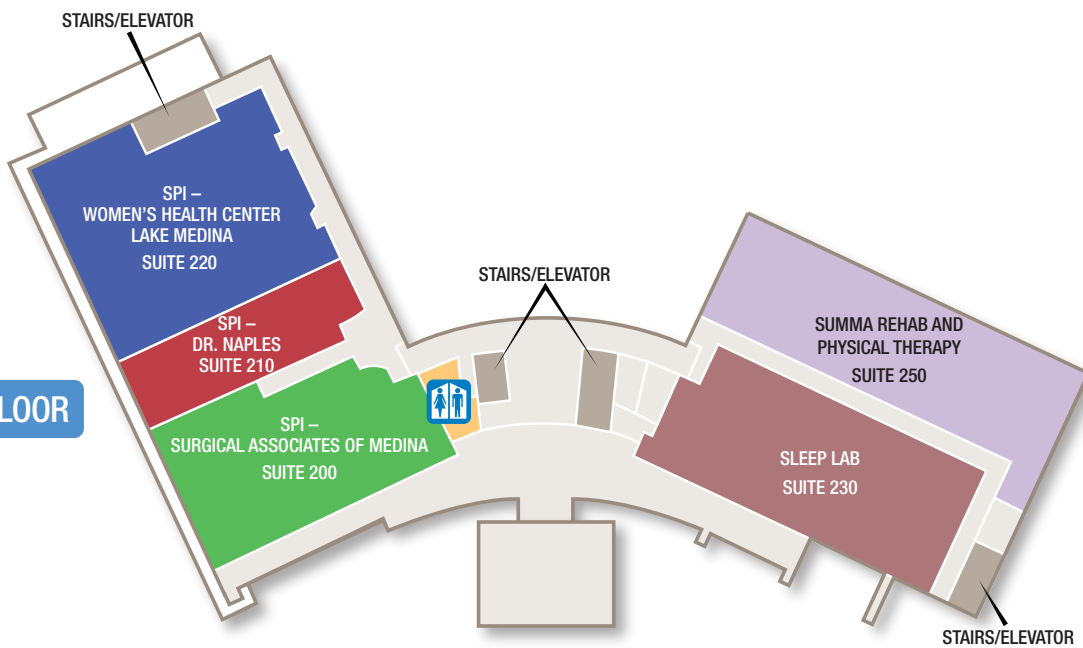 STAIRS/ELEVATOR
SPI –
WOMEN'S HEALTH CENTER
LAKE MEDINA
SUITE 220
STAIRS/ELEVATOR
SPI –
DR. NAPLES
SUITE 210
SUMMA REHAB AND
PHYSICAL THERAPY
SUITE 250
LOOR
SPI –
SURGICAL ASSOCIATES OF MEDINA
SUITE 200
SLEEP LAB
SUITE 230
STAIRS/ELEVATOR